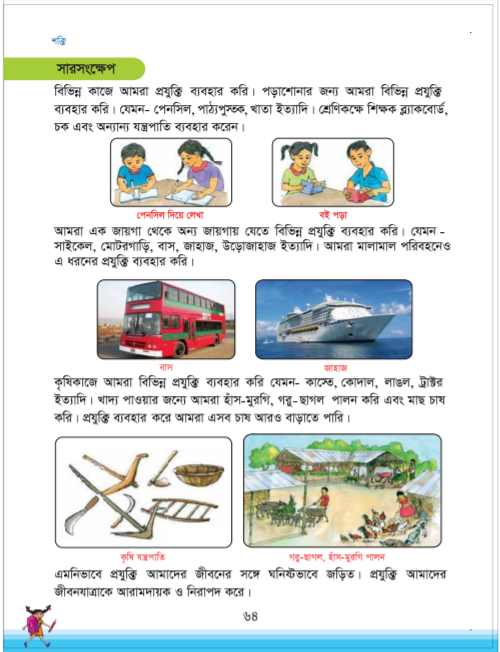 শক্তি
সারসংক্ষেপ
বিভিন্ন কাজে আমরা প্রযুক্তি ব্যবহার করি। পড়াশোনার জন্য আমরা বিভিন্ন প্রযুক্তি
ব্যবহার করি। যেমন- পেনসিল, পাঠ্যপুস্তক, খাতা ইত্যাদি। শ্রেণিকক্ষে শিক্ষক ব্ল্যাকবোর্ড,
চক এবং অন্যান্য যন্ত্রপাতি ব্যবহার করেন।
পেনসিল দিয়ে লেখা
বই পড়া
আমরা এক জায়গা থেকে অন্য জায়গায় যেতে বিভিন্ন প্রযুক্তি ব্যবহার করি। যেমন -
সাইকেল, মোটরগাড়ি, বাস, জাহাজ, উড়োজাহাজ ইত্যাদি। আমরা মালামাল পরিবহনেও
এ ধরনের প্রযুক্তি ব্যবহার করি।
বাস
জাহাজ
কৃষিকাজে আমরা বিভিন্ন প্রযুক্তি ব্যবহার করি যেমন- কাস্তে, কোদাল, লাঙল, ট্রাক্টর
ইত্যাদি। খাদ্য পাওয়ার জন্যে আমরা হাঁস-মুরগি, গরু-ছাগল পালন করি এবং মাছ চাষ
করি। প্রযুক্তি ব্যবহার করে আমরা এসব চাষ আরও বাড়াতে পারি।
কৃষি যন্ত্রপাতি
গরু-ছাগল, হাঁস-মুরগি পালন
এমনিভাবে প্রযুক্তি আমাদের জীবনের সঙ্গে ঘনিষ্টভাবে জড়িত। প্রযুক্তি আমাদের
জীবনযাত্রাকে আরামদায়ক ও নিরাপদ করে।
৬৪